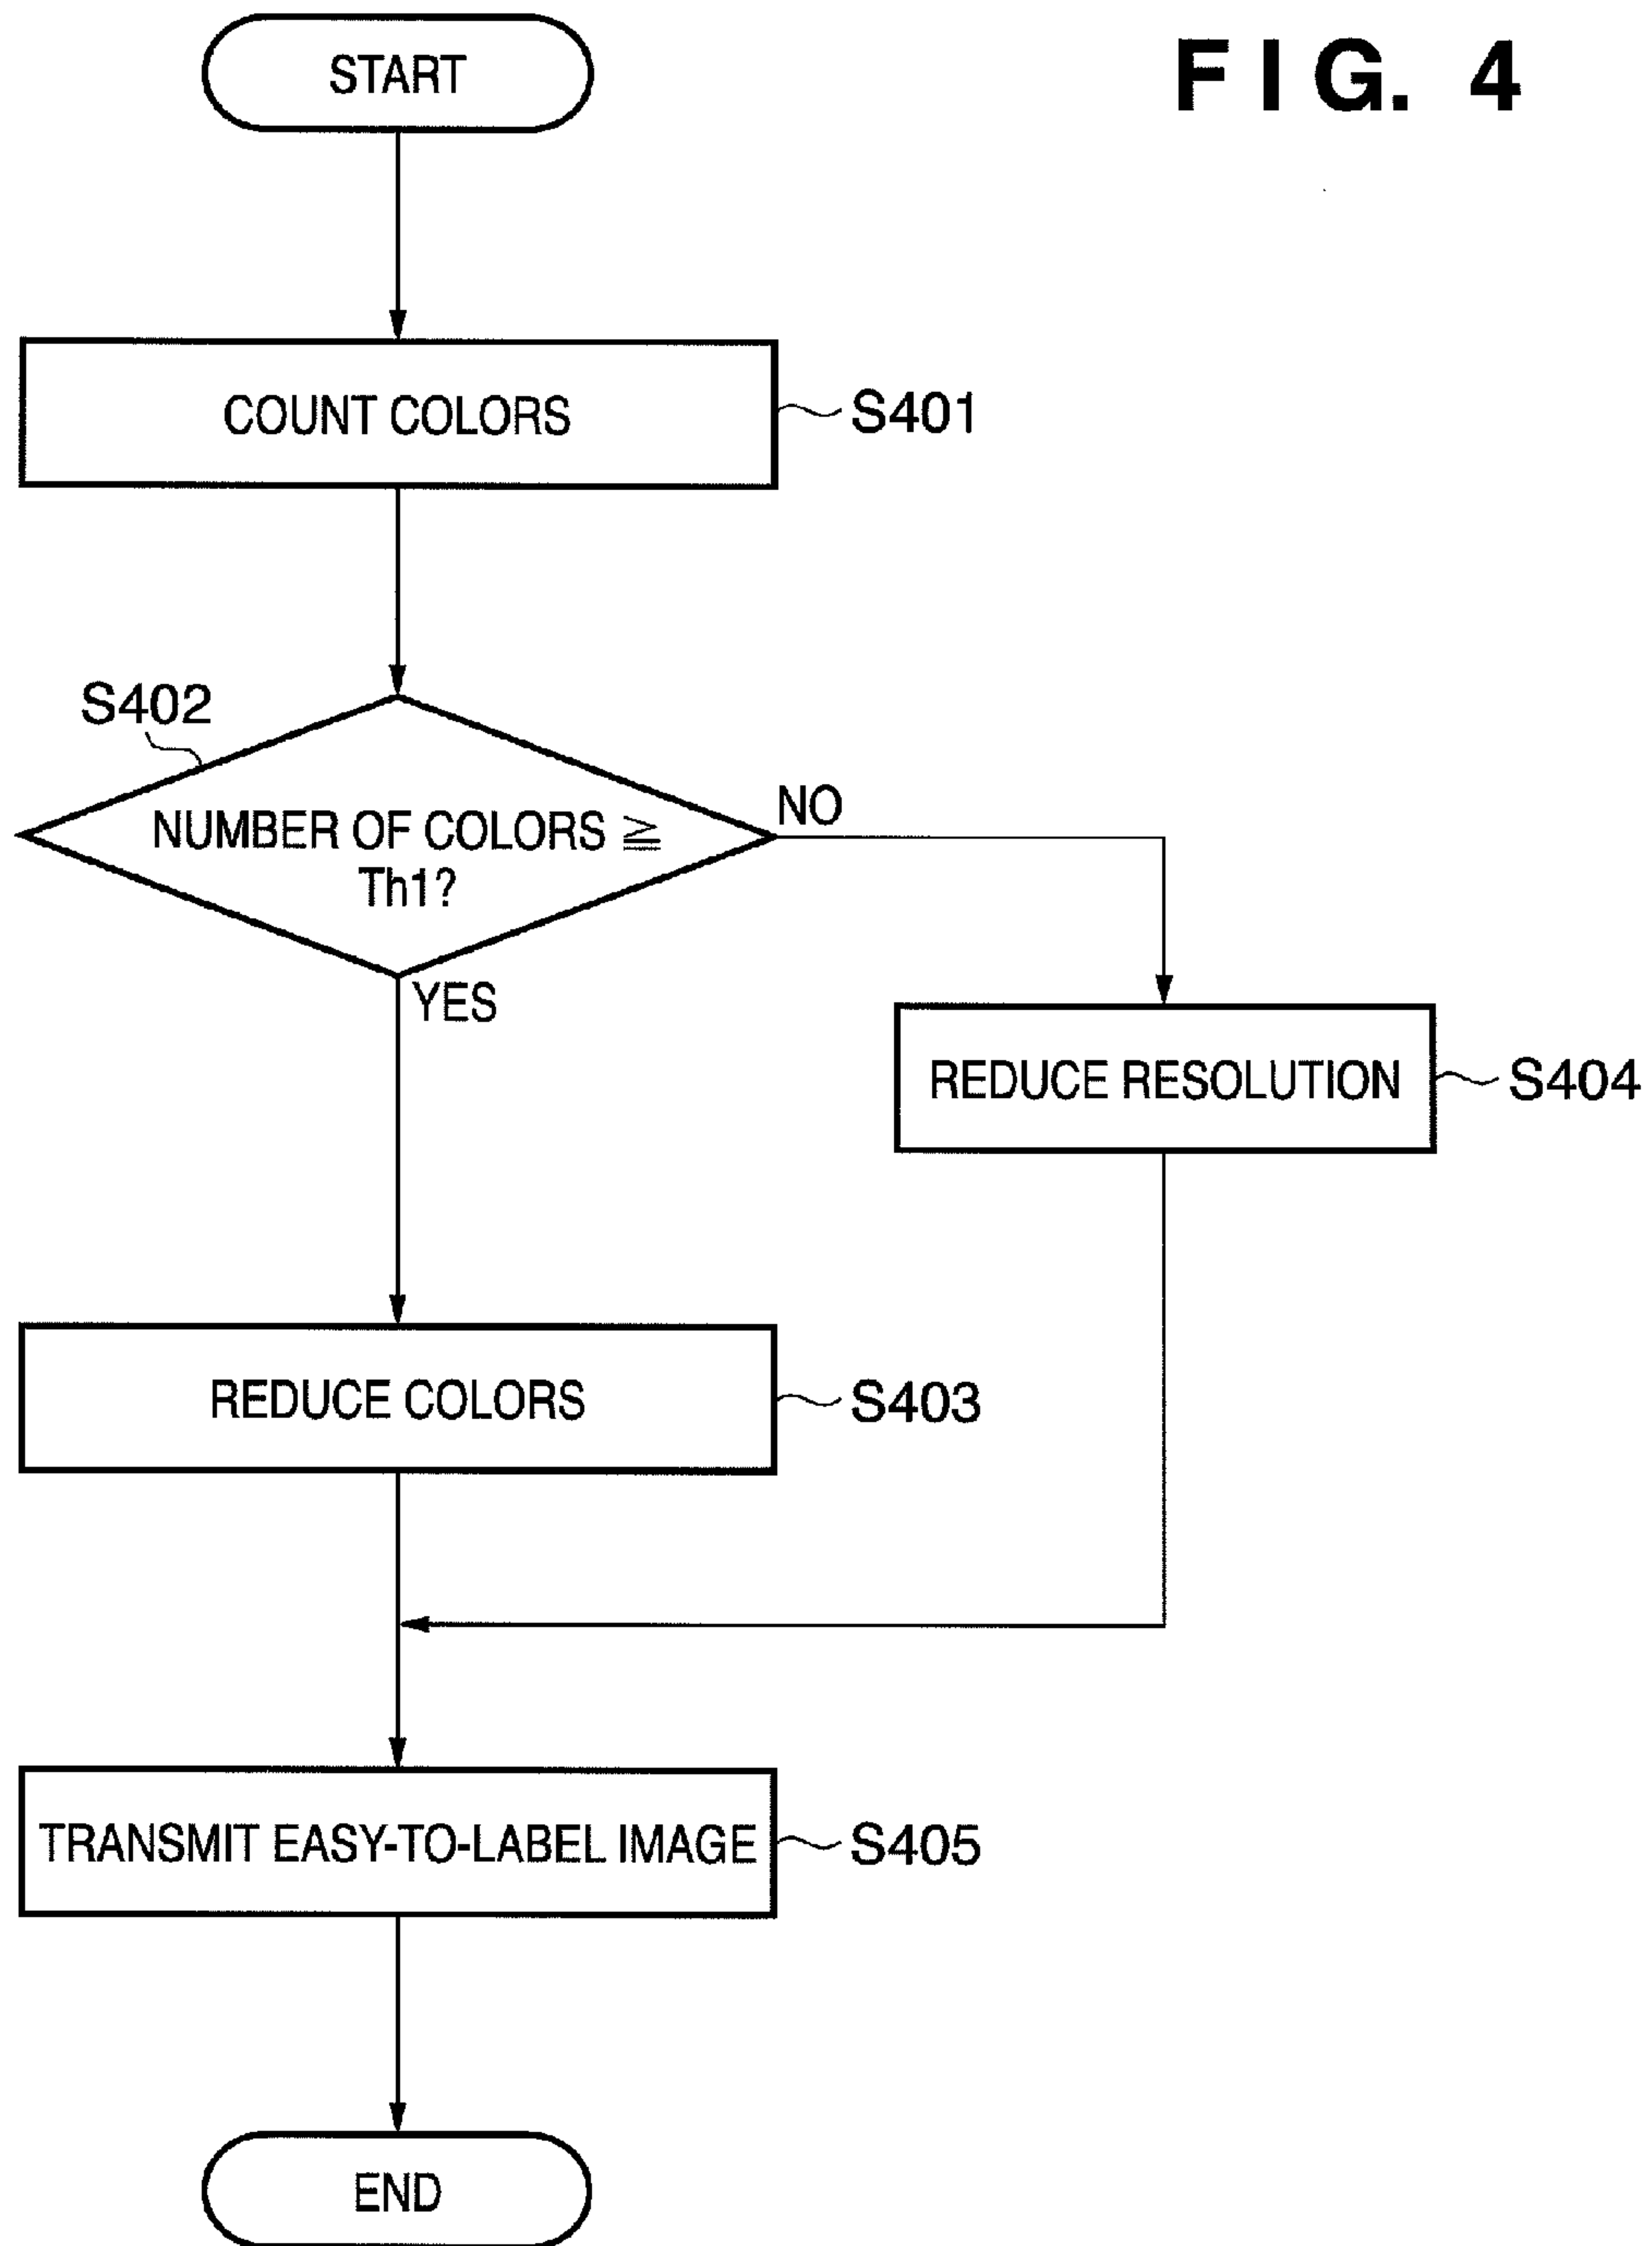 FIG. 4
START
COUNT COLORS
S401
S402
NUMBER OF COLORS ≧
Th1?
NO
YES
REDUCE RESOLUTION
S404
REDUCE COLORS
S403
TRANSMIT EASY-TO-LABEL IMAGE
S405
END